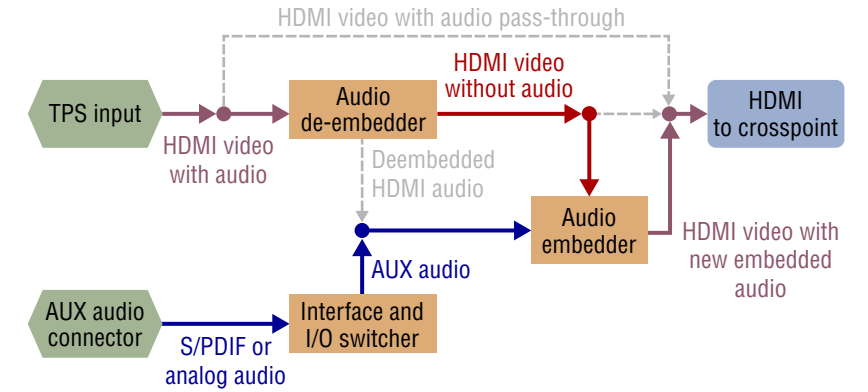 HDMI video with audio pass-through
TPS input
HDMI video
with audio
Audio
de-embedder
HDMI video
without audio
HDMI
to crosspoint
Deembedded
HDMI audio
Audio
embedder
HDMI video with
new embedded
audio
AUX audio
AUX audio
connector
S/PDIF or
analog audio
Interface and
I/O switcher